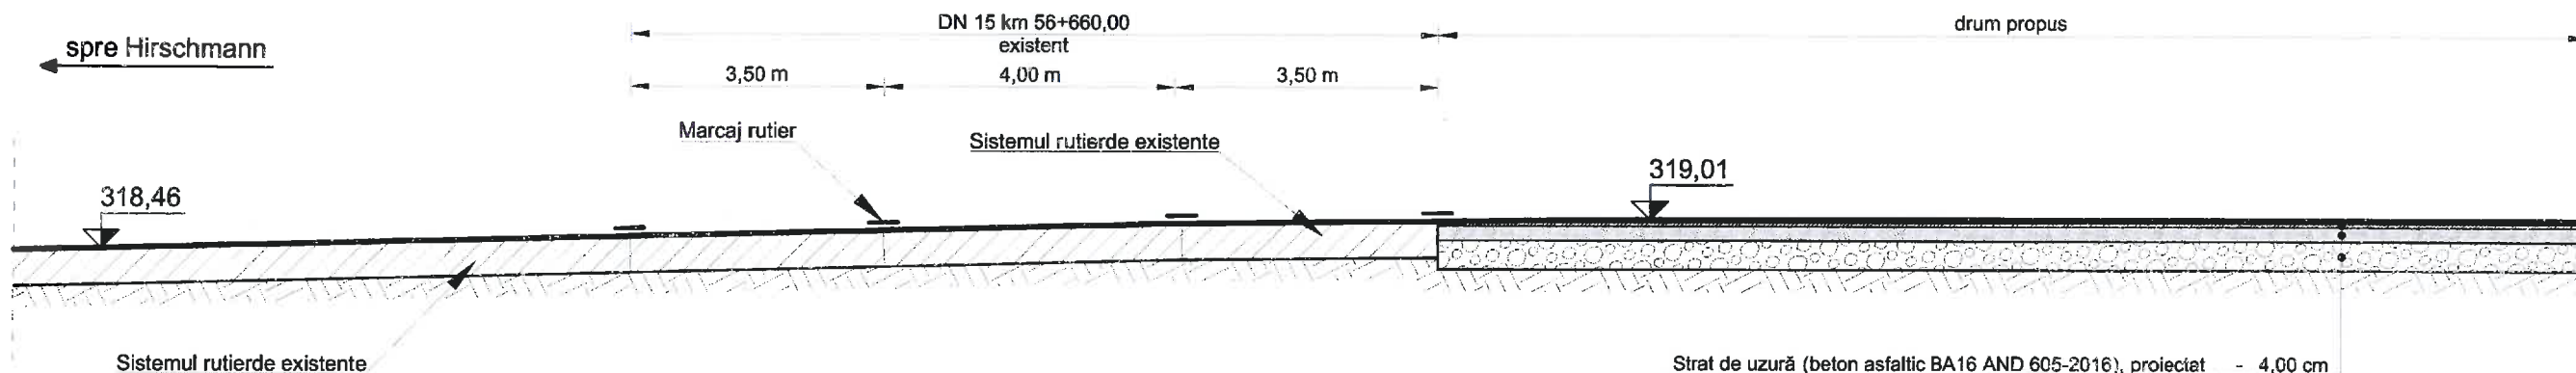 DN 15 km 56+660,00
drum propus
existent
spre Hirschmann
3,50 m
4,00 m
3,50 m
Marcaj rutier
Sistemul rutierde existente
319,01
318,46
Sistemul rutierde existente
Strat de uzură (beton asfaltic BA16 AND 605-2016), proiectat - 4,00 cm